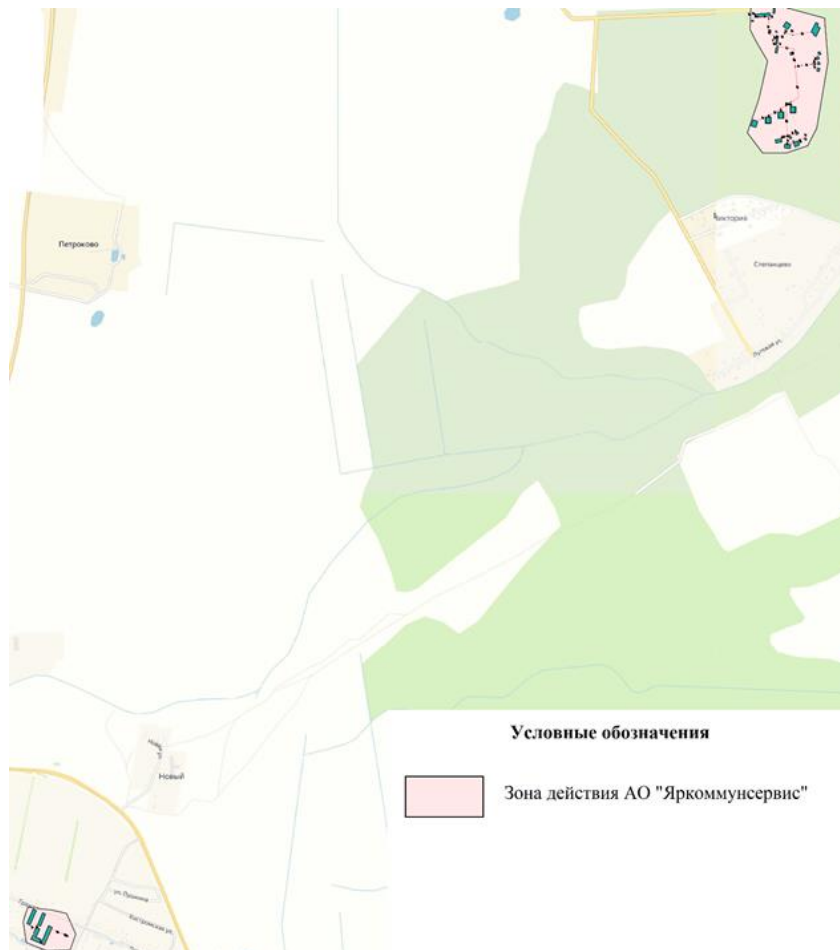 Виктория
Петроково
Степанцево
Луговая ул.
Условные обозначения
Зона действия АО "Яркоммунсервис"
Новый
ул. Пушкина
Костромская ул.